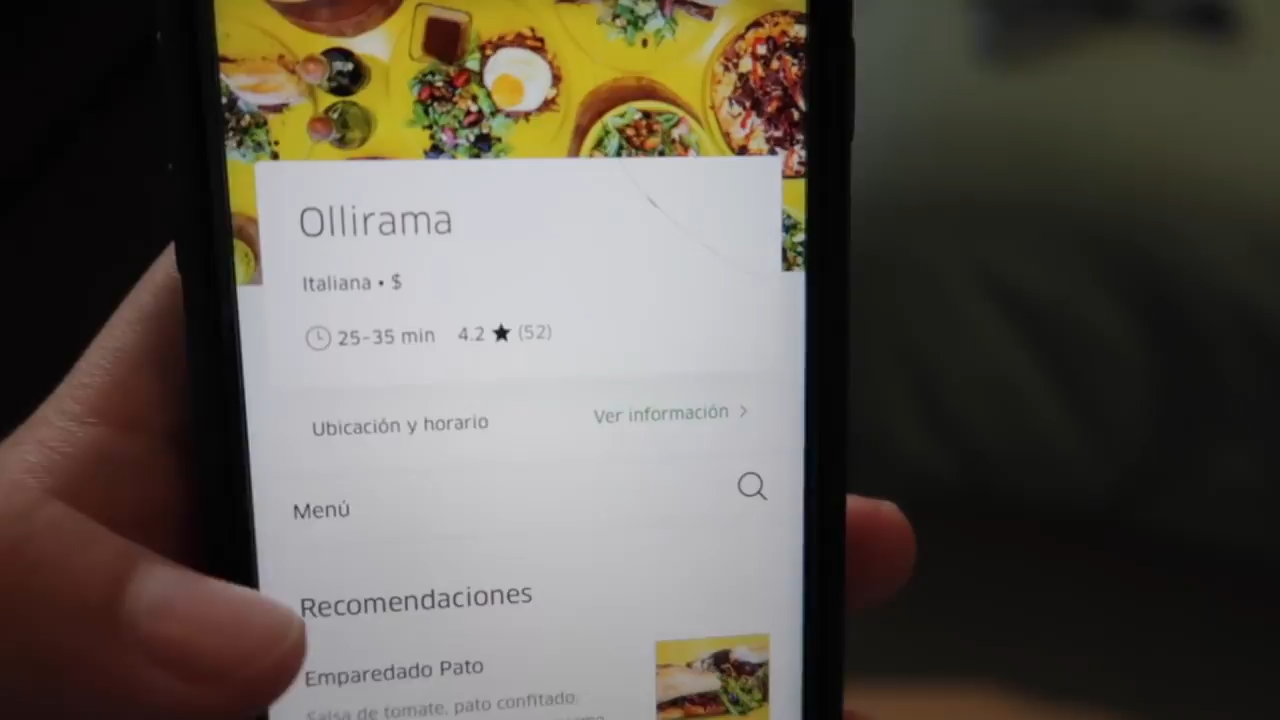 Ollirama
Italiana • $
25-35 min 4.2 ★ (52)
Ubicación y horario Ver información >
Menú
Recomendaciones
Emparedado Pato
Salsa de tomate, pato confitado,